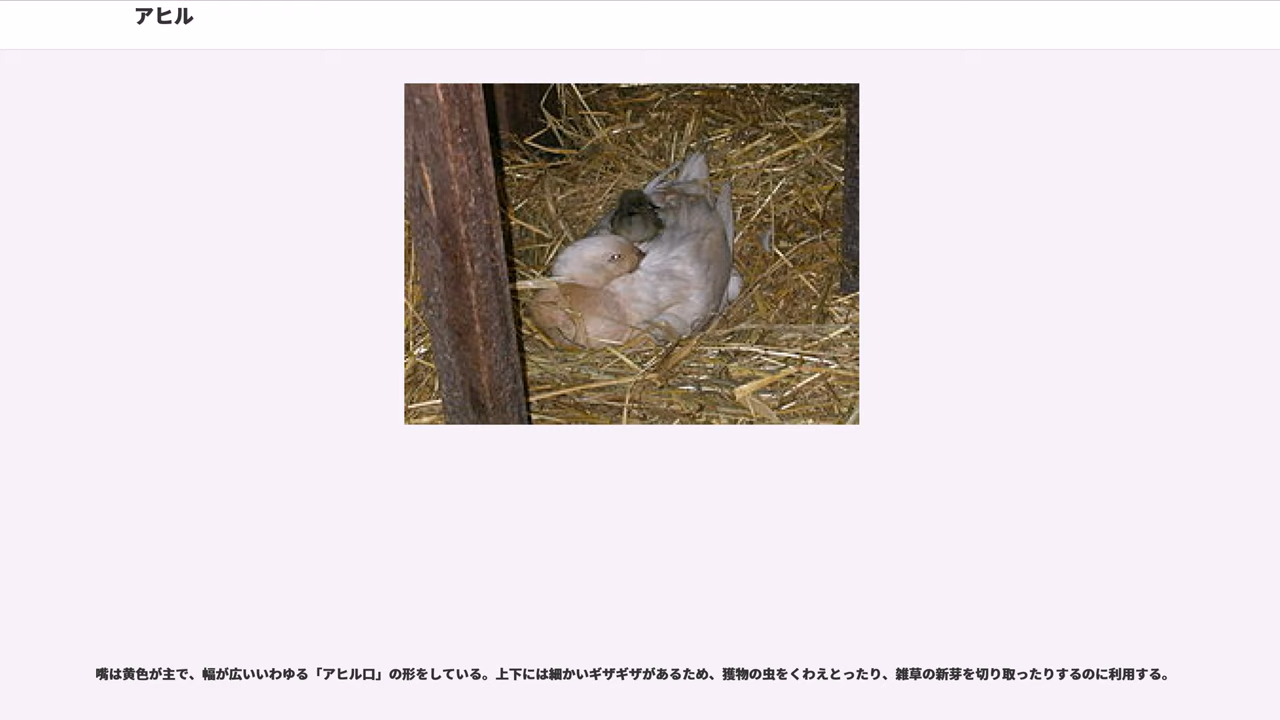 アヒル
嘴は黄色が主で、幅が広いいわゆる「アヒル口」の形をしている。上下には細かいギザギザがあるため、獲物の虫をくわえとったり、雑草の新芽を切り取ったりするのに利用する。